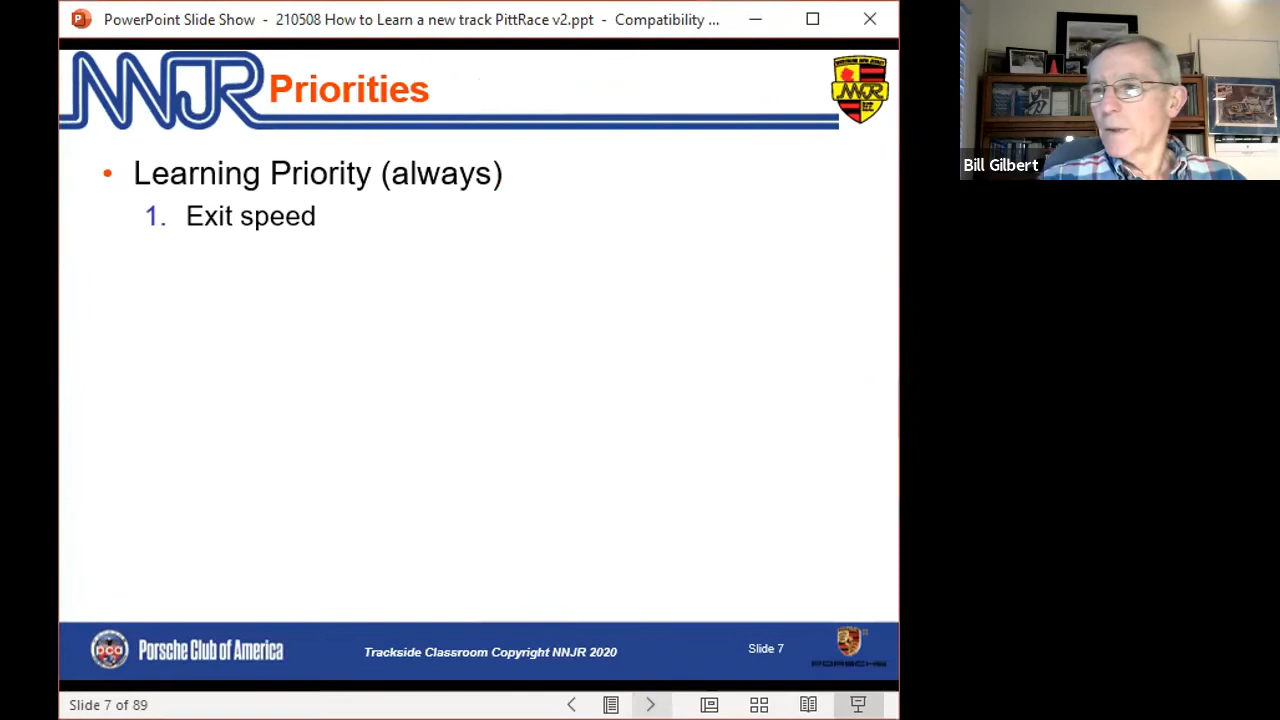 PowerPoint Slide Show - 210508 How to Learn a new track PittRace v2.ppt - Compatibility ...
NNJR Priorities
• Learning Priority (always)
1. Exit speed
Bill Gilbert
Porsche Club of America
Trackside Classroom Copyright NNJR 2020
Slide 7
PORSCHE
Slide 7 of 89